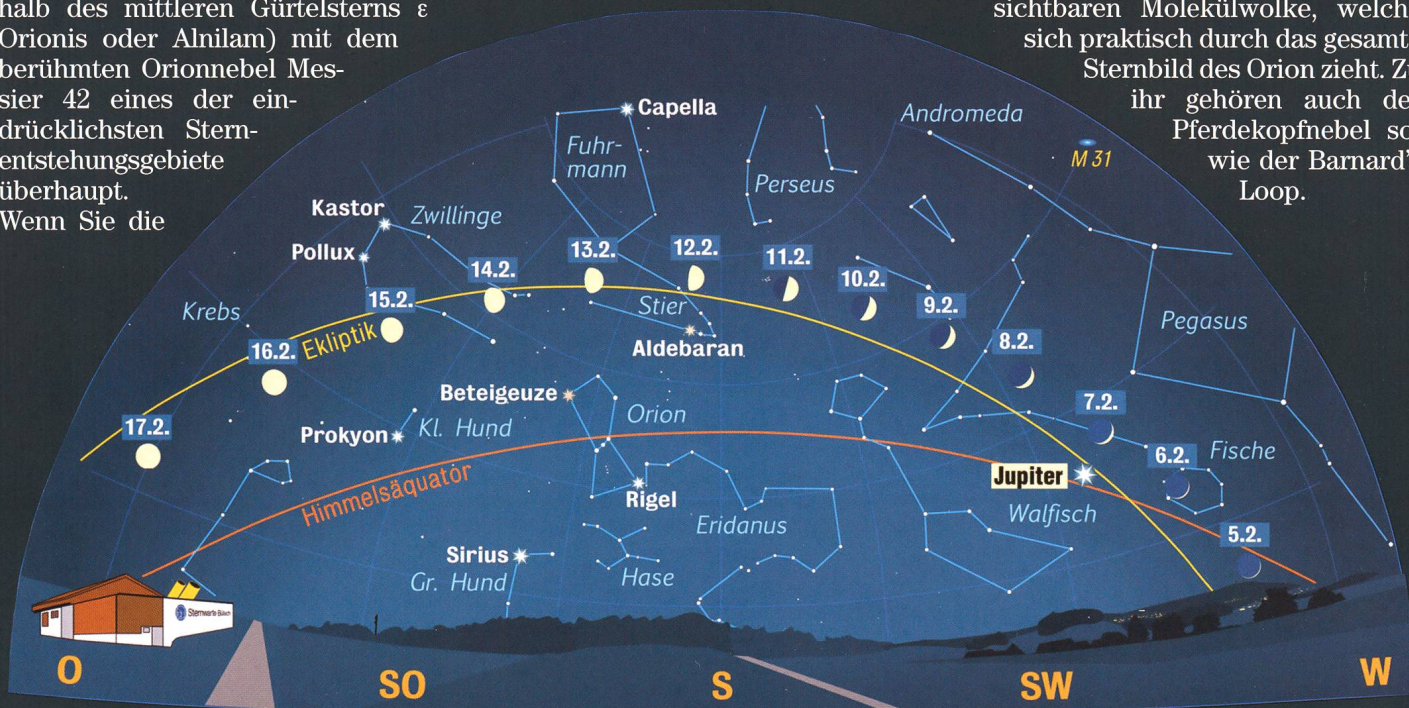 halb des mittleren Gürtelsterns ε
Orionis oder Alnilam) mit dem
berühmten Orionnebel Mes-
sier 42 eines der ein-
drücklichsten Stern-
entstehungsgebiete
überhaupt.
Wenn Sie die
sichtbaren Molekülwolke, welch
sich praktisch durch das gesamt
Sternbild des Orion zieht. Z
ihr gehören auch de
Pferdekopfnebel so
wie der Barnard'
Loop.
Capella
Andromeda
Fuhr-
mann
M 31
Perseus
Kastor
Zwillinge
Pollux
13.2.
12.2.
11.2.
14.2.
10.2.
15.2.
9.2.
Krebs
Stier
Pegasus
Ekliptik
Aldebaran
8.2.
16.2.
Beteigeuze
7.2.
Orion
17.2.
Prokyon
Kl. Hund
6.2.
Fische
Himmelsäquator
Jupiter
Rigel
Walfisch
Eridanus
5.2.
Sirius
Gr. Hund
Hase
Sternwarte Bülach
O
SO
S
SW
W